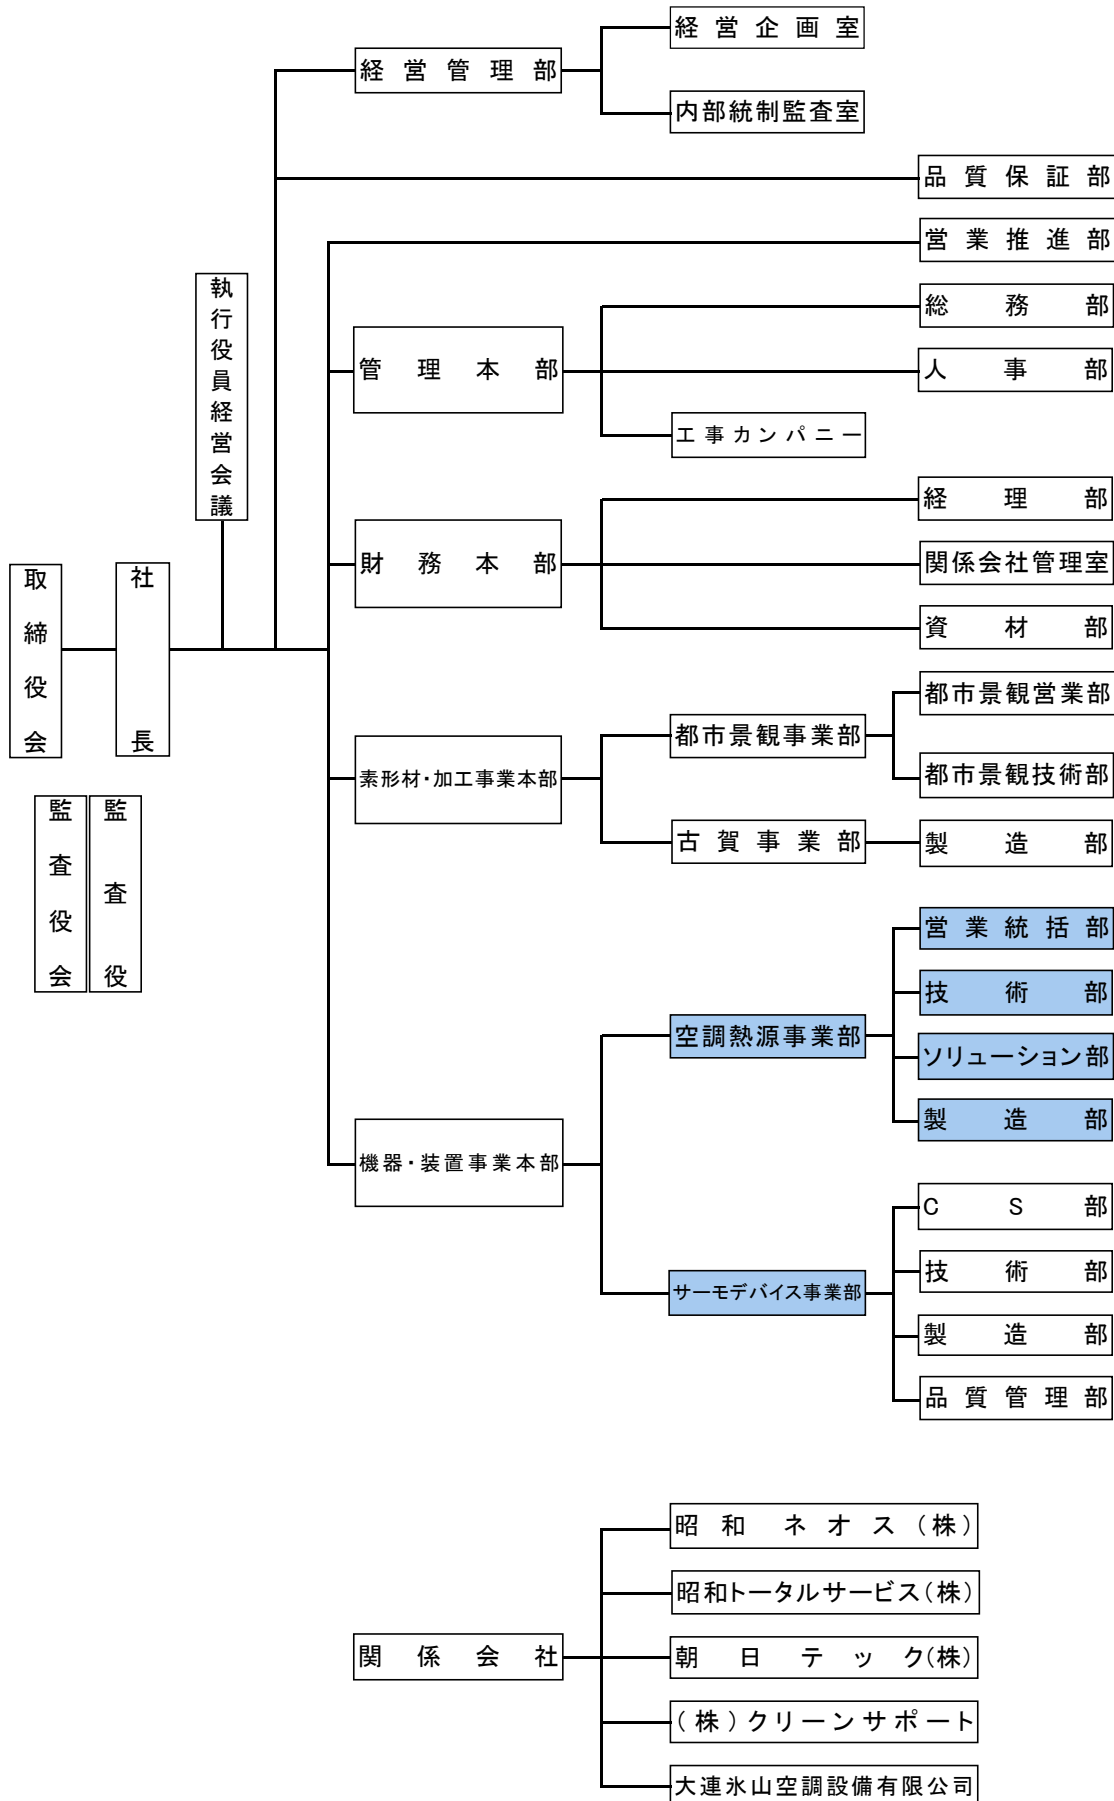 経営企画室
経営管理部
内部統制監査室
品質保証部
営業推進部
執行役員経営会議
総務部
管理本部
人事部
工事カンパニー
経理部
財務本部
関係会社管理室
資材部
取締役会
社長
都市景観営業部
都市景観事業部
素形材・加工事業本部
都市景観技術部
監査役会
監査役
古賀事業部
製造部
営業統括部
技術部
空調熱源事業部
ソリューション部
製造部
機器・装置事業本部
CS部
技術部
サーモデバイス事業部
製造部
品質管理部
昭和ネオス(株)
昭和トータルサービス(株)
関係会社
朝日テック(株)
(株)クリーンサポート
大連氷山空調設備有限公司